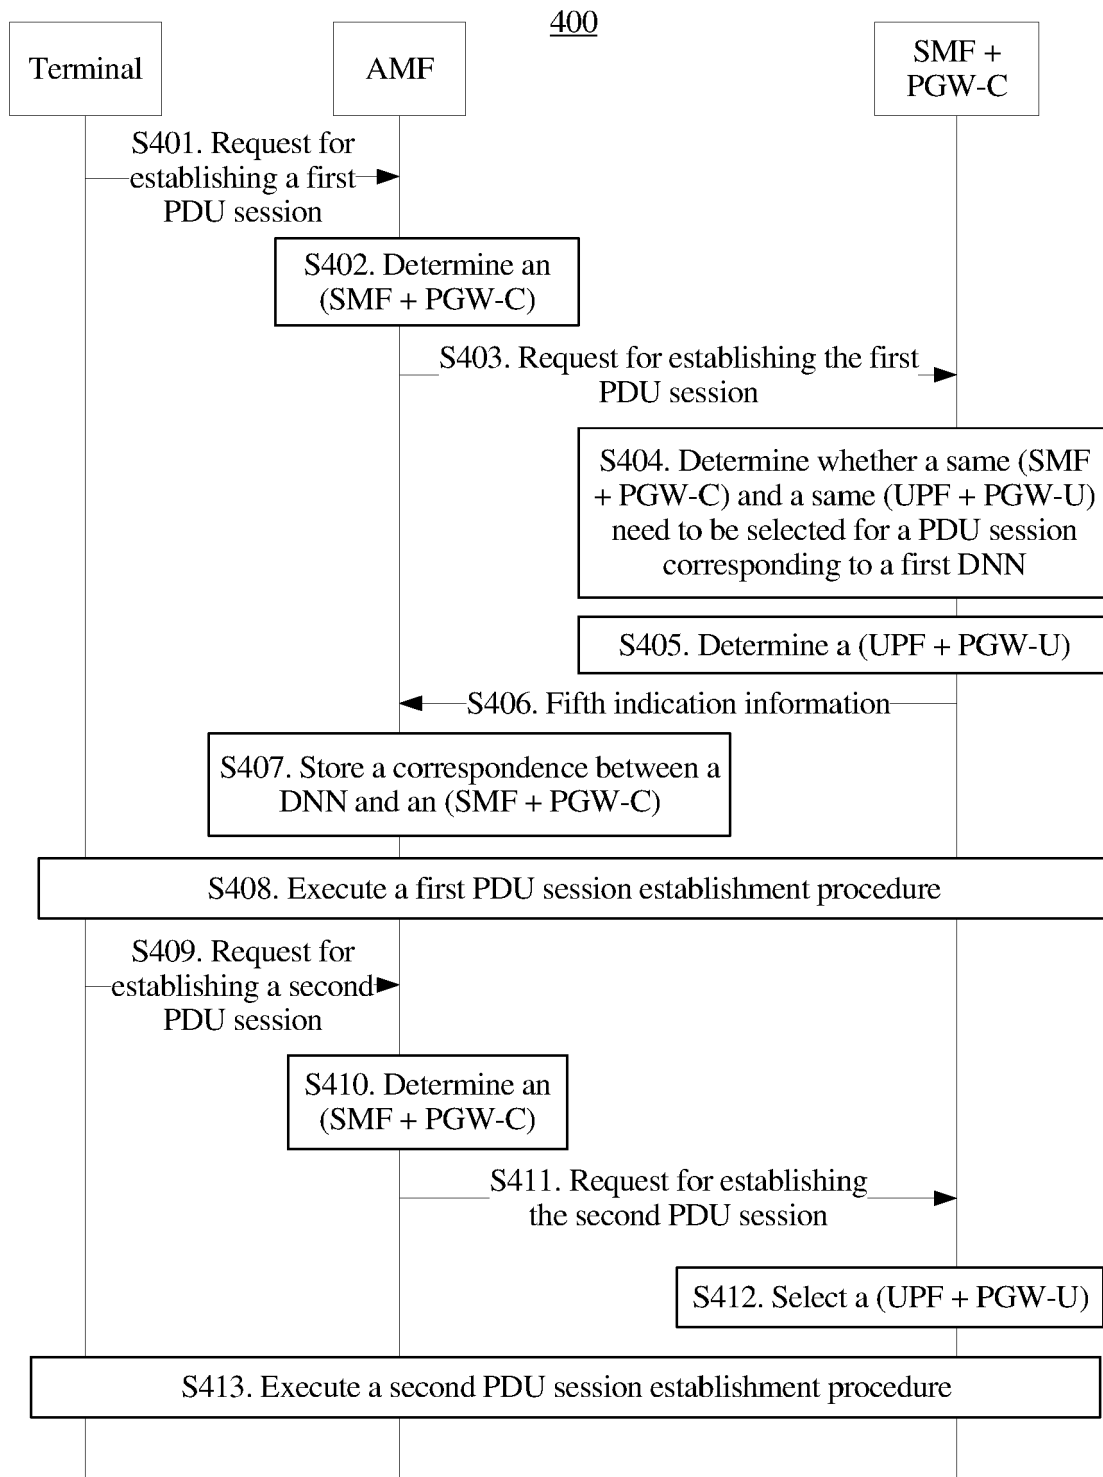 400
Terminal
AMF
SMF +
PGW-C
S401. Request for
establishing a first
PDU session
S402. Determine an
(SMF + PGW-C)
S403. Request for establishing the first
PDU session
S404. Determine whether a same (SMF
+ PGW-C) and a same (UPF + PGW-U)
need to be selected for a PDU session
corresponding to a first DNN
S405. Determine a (UPF + PGW-U)
S406. Fifth indication information
S407. Store a correspondence between a
DNN and an (SMF + PGW-C)
S408. Execute a first PDU session establishment procedure
S409. Request for
establishing a second
PDU session
S410. Determine an
(SMF + PGW-C)
S411. Request for establishing
the second PDU session
S412. Select a (UPF + PGW-U)
S413. Execute a second PDU session establishment procedure